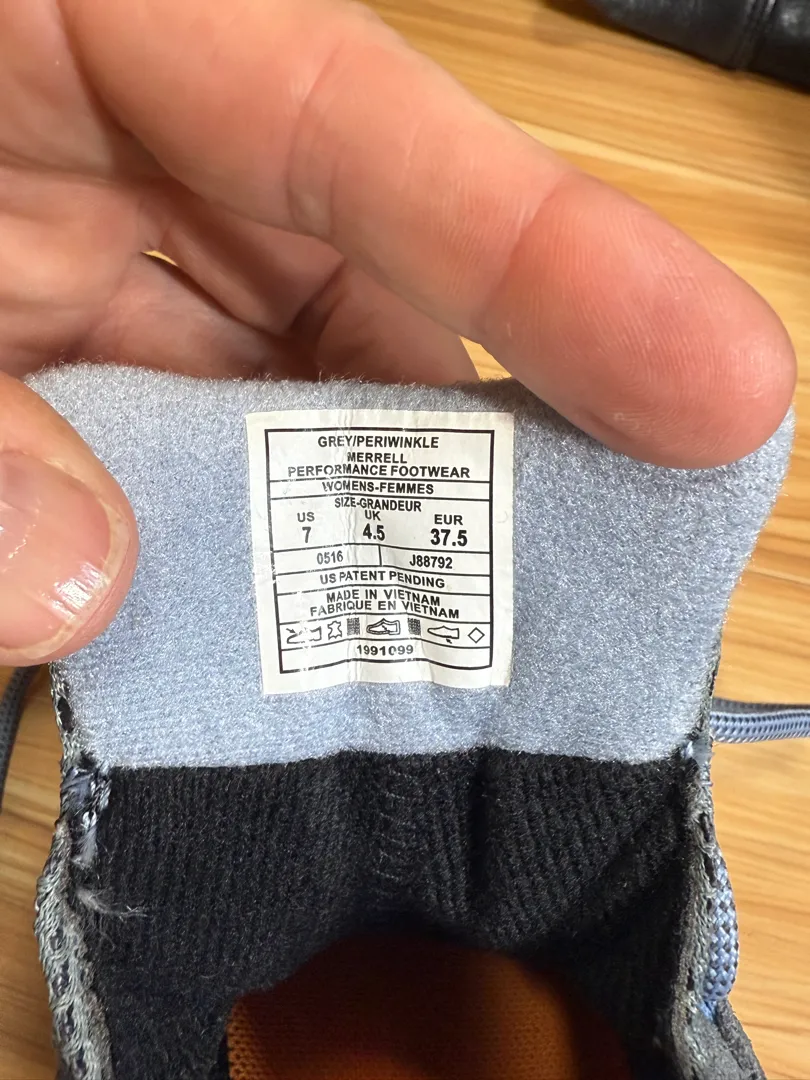 GREY/PERIWINKLE
MERRELL
PERFORMANCE FOOTWEAR
WOMENS-FEMMES
SIZE-GRANDEUR
US UK EUR
7 4.5 37.5
0516 J88792
US PATENT PENDING
MADE IN VIETNAM
FABRIQUE EN VIETNAM
1991099